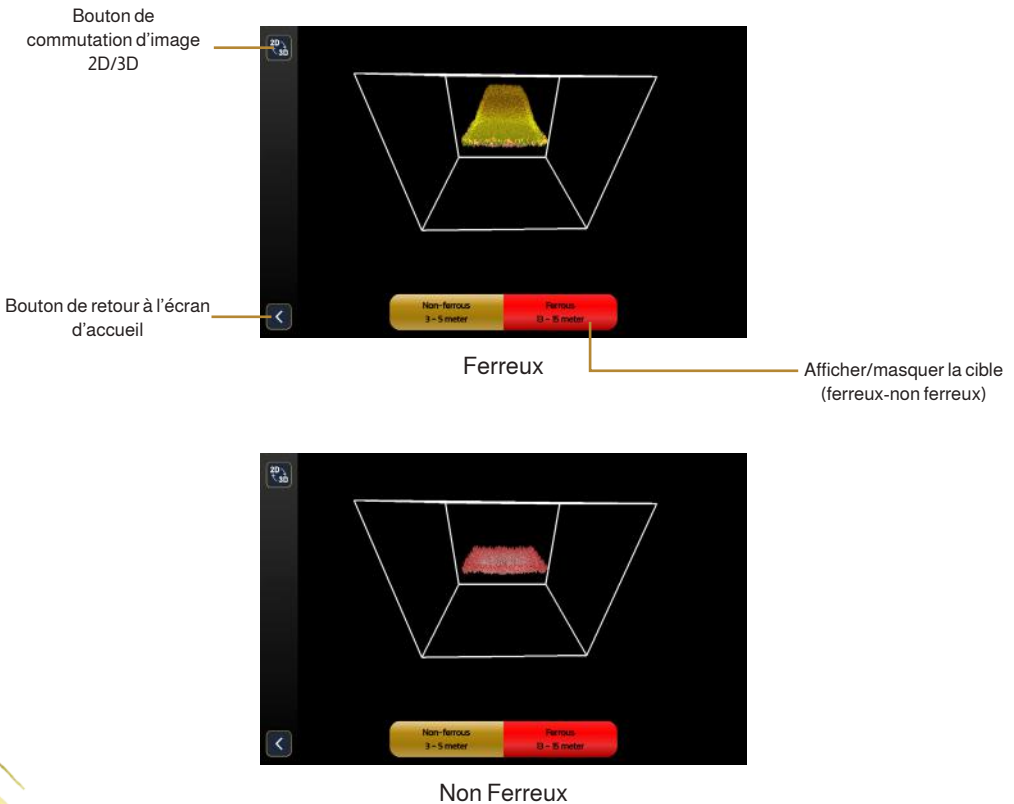 Bouton de
commutation d'image
2D/3D
2D
3D
Bouton de retour à l'écran
d'accueil
Non-ferrous
3 – 5 meter
Ferrous
13 – 15 meter
Ferreux
Afficher/masquer la cible
(ferreux-non ferreux)
2D
3D
Non-ferrous
3 – 5 meter
Ferrous
13 – 15 meter
Non Ferreux